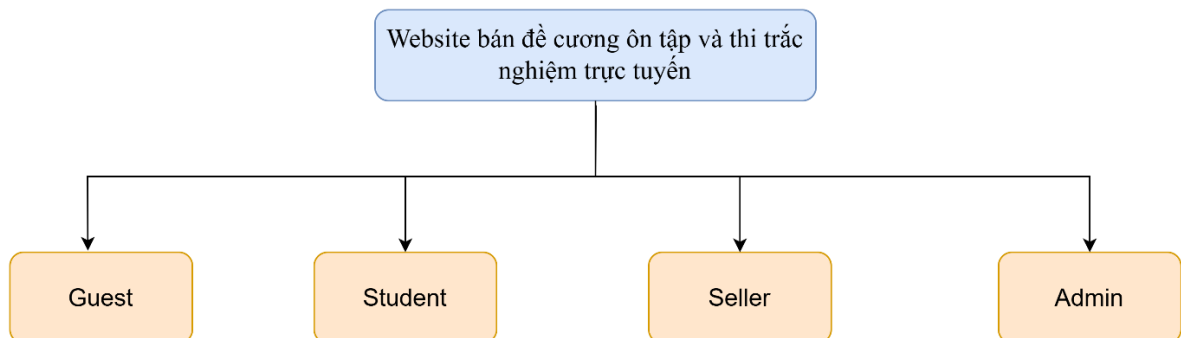 Website bán đề cương ôn tập và thi trắc
nghiệm trực tuyến
Guest
Student
Seller
Admin